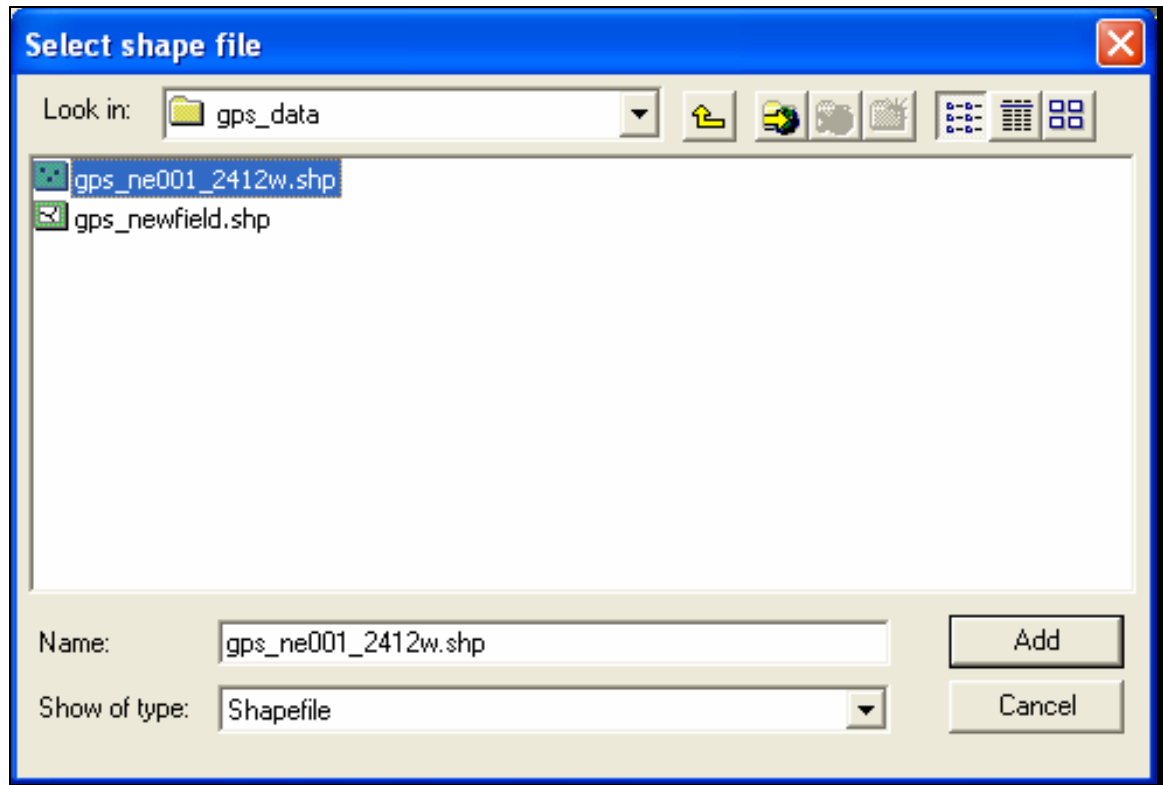 Select shape file
Look in: gps_data
gps_ne001_2412w.shp
gps_newfield.shp
Name: gps_ne001_2412w.shp Add
Show of type: Shapefile Cancel